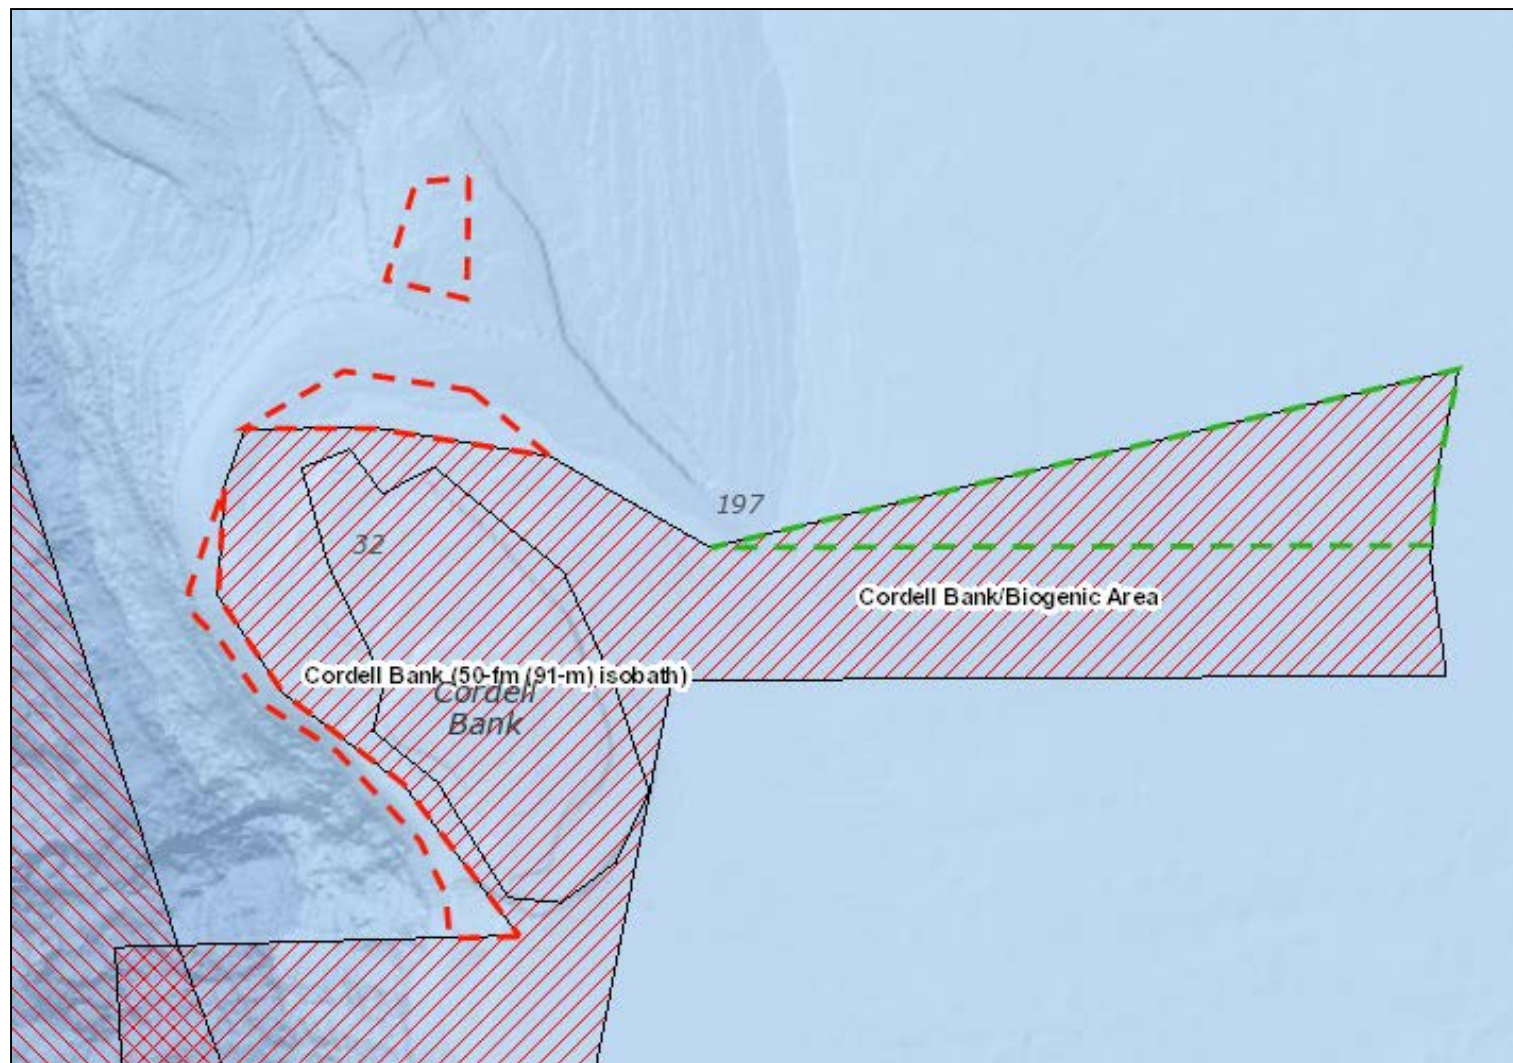 197
32
Cordell Bank/Biogenic Area
Cordell Bank (50-fm (91-m) isobath)
Cordell
Bank